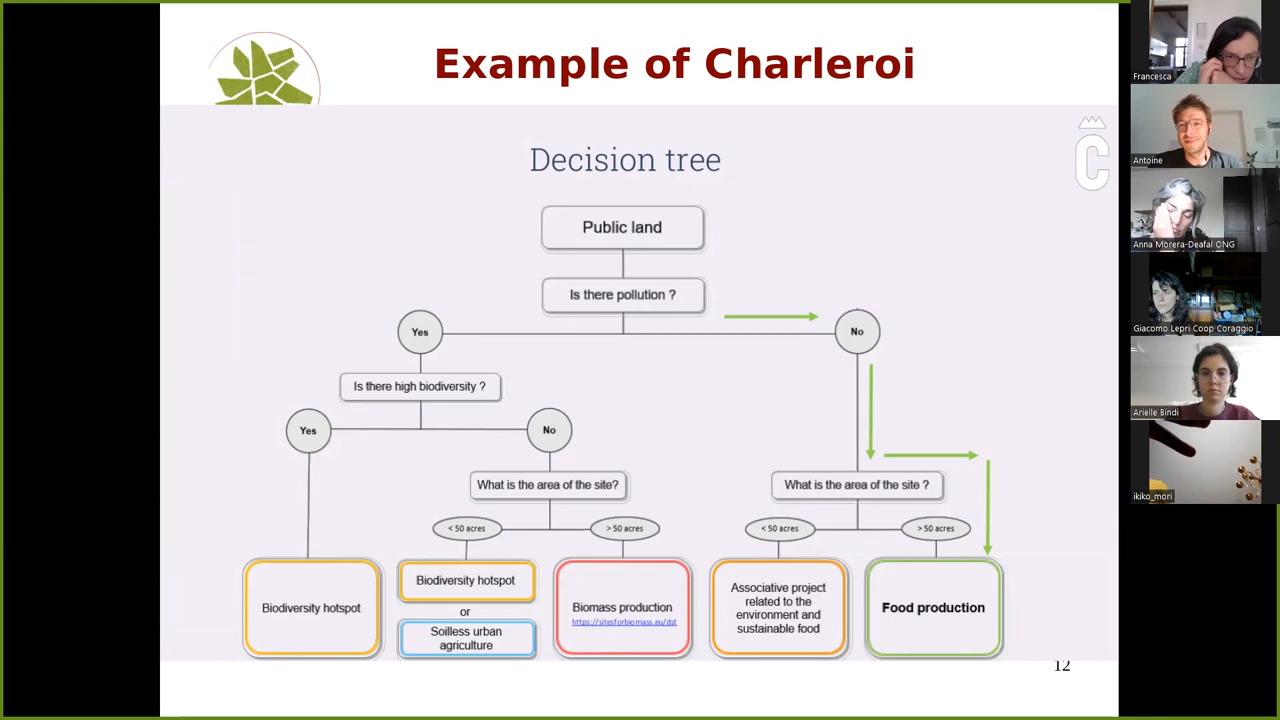 Example of Charleroi
Decision tree
Public land
Is there pollution ?
Yes
No
Is there high biodiversity ?
Yes
No
What is the area of the site?
What is the area of the site ?
< 50 acres
> 50 acres
< 50 acres
> 50 acres
Biodiversity hotspot
Biodiversity hotspot
or
Soilless urban
agriculture
Biomass production
https://sitesforbiomass.eu/dst
Associative project
related to the
environment and
sustainable food
Food production
12
Francesca
Antoine
Anna Morera-Deafal ONG
Giacomo Lepri Coop Coraggio
Arielle Bindi
ikiko_mori